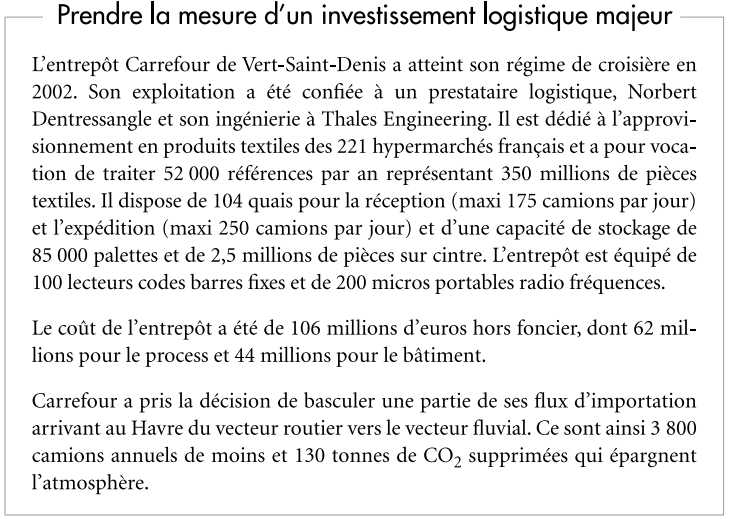 Prendre la mesure d'un investissement logistique majeur
L'entrepôt Carrefour de Vert-Saint-Denis a atteint son régime de croisière en
2002. Son exploitation a été confiée à un prestataire logistique, Norbert
Dentressangle et son ingénierie à Thales Engineering. Il est dédié à l'approvi-
sionnement en produits textiles des 221 hypermarchés français et a pour voca-
tion de traiter 52 000 références par an représentant 350 millions de pièces
textiles. Il dispose de 104 quais pour la réception (maxi 175 camions par jour)
et l'expédition (maxi 250 camions par jour) et d'une capacité de stockage de
85 000 palettes et de 2,5 millions de pièces sur cintre. L'entrepôt est équipé de
100 lecteurs codes barres fixes et de 200 micros portables radio fréquences.
Le coût de l'entrepôt a été de 106 millions d'euros hors foncier, dont 62 mil-
lions pour le process et 44 millions pour le bâtiment.
Carrefour a pris la décision de basculer une partie de ses flux d'importation
arrivant au Havre du vecteur routier vers le vecteur fluvial. Ce sont ainsi 3 800
camions annuels de moins et 130 tonnes de CO₂ supprimées qui épargnent
l'atmosphère.